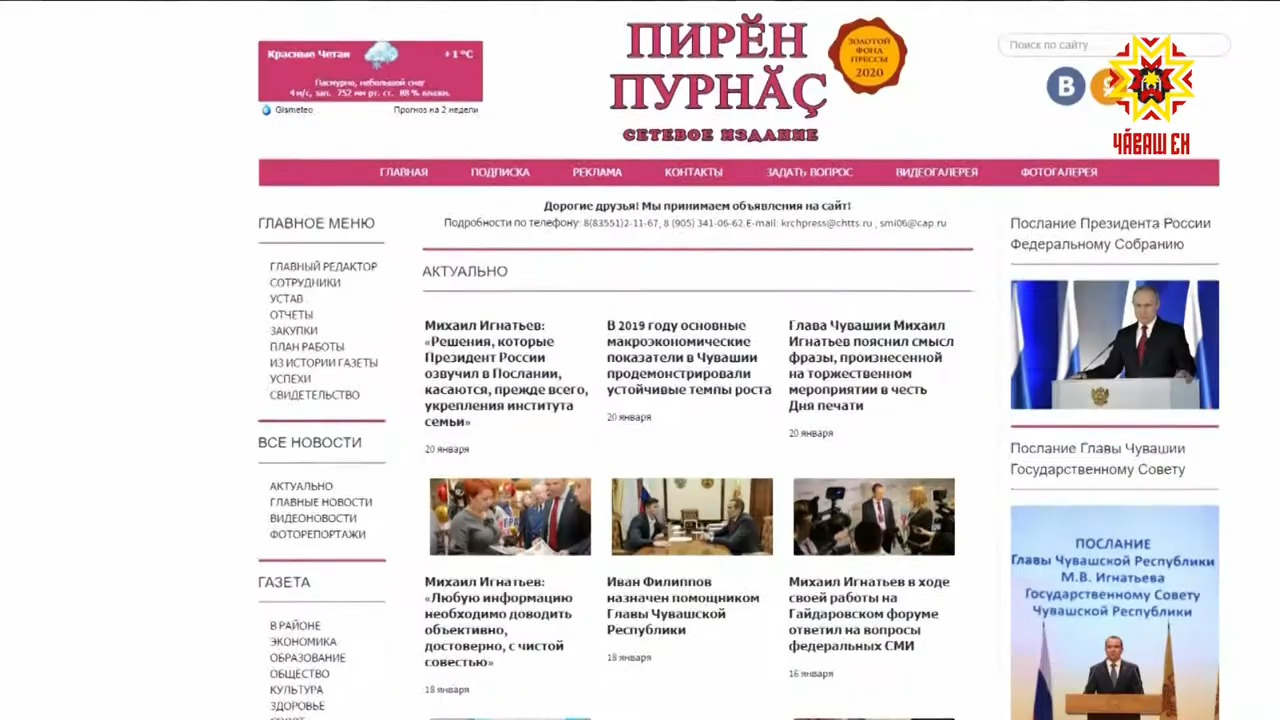 Красные Четаи
+1 °C
Пасмурно, небольшой снег
4 м/с, зап. 752 мм рт. ст. 88 % влажн.
Gismeteo
Прогноз на 2 недели
ПИРӖН
ПУРНĂÇ
СЕТЕВОЕ ИЗДАНИЕ
ЗОЛОТОЙ
ФОНД
ПРЕССЫ
2020
Поиск по сайту
В
ЧĂВАШ ЕН
ГЛАВНАЯ
ПОДПИСКА
РЕКЛАМА
КОНТАКТЫ
ЗАДАТЬ ВОПРОС
ВИДЕОГАЛЕРЕЯ
ФОТОГАЛЕРЕЯ
Дорогие друзья! Мы принимаем объявления на сайт!
Подробности по телефону: 8(83551)2-11-67, 8 (905) 341-06-62.E-mail: krchpress@chtts.ru , smi06@cap.ru
ГЛАВНОЕ МЕНЮ
ГЛАВНЫЙ РЕДАКТОР
СОТРУДНИКИ
УСТАВ
ОТЧЕТЫ
ЗАКУПКИ
ПЛАН РАБОТЫ
ИЗ ИСТОРИИ ГАЗЕТЫ
УСПЕХИ
СВИДЕТЕЛЬСТВО
ВСЕ НОВОСТИ
АКТУАЛЬНО
ГЛАВНЫЕ НОВОСТИ
ВИДЕОНОВОСТИ
ФОТОРЕПОРТАЖИ
ГАЗЕТА
В РАЙОНЕ
ЭКОНОМИКА
ОБРАЗОВАНИЕ
ОБЩЕСТВО
КУЛЬТУРА
ЗДОРОВЬЕ
АКТУАЛЬНО
Михаил Игнатьев:
«Решения, которые
Президент России
озвучил в Послании,
касаются, прежде всего,
укрепления института
семьи»
20 января
В 2019 году основные
макроэкономические
показатели в Чувашии
продемонстрировали
устойчивые темпы роста
20 января
Глава Чувашии Михаил
Игнатьев пояснил смысл
фразы, произнесенной
на торжественном
мероприятии в честь
Дня печати
20 января
Михаил Игнатьев:
«Любую информацию
необходимо доводить
объективно,
достоверно, с чистой
совестью»
18 января
Иван Филиппов
назначен помощником
Главы Чувашской
Республики
18 января
Михаил Игнатьев в ходе
своей работы на
Гайдаровском форуме
ответил на вопросы
федеральных СМИ
16 января
Послание Президента России
Федеральному Собранию
Послание Главы Чувашии
Государственному Совету
ПОСЛАНИЕ
Главы Чувашской Республики
М.В. Игнатьева
Государственному Совету
Чувашской Республики